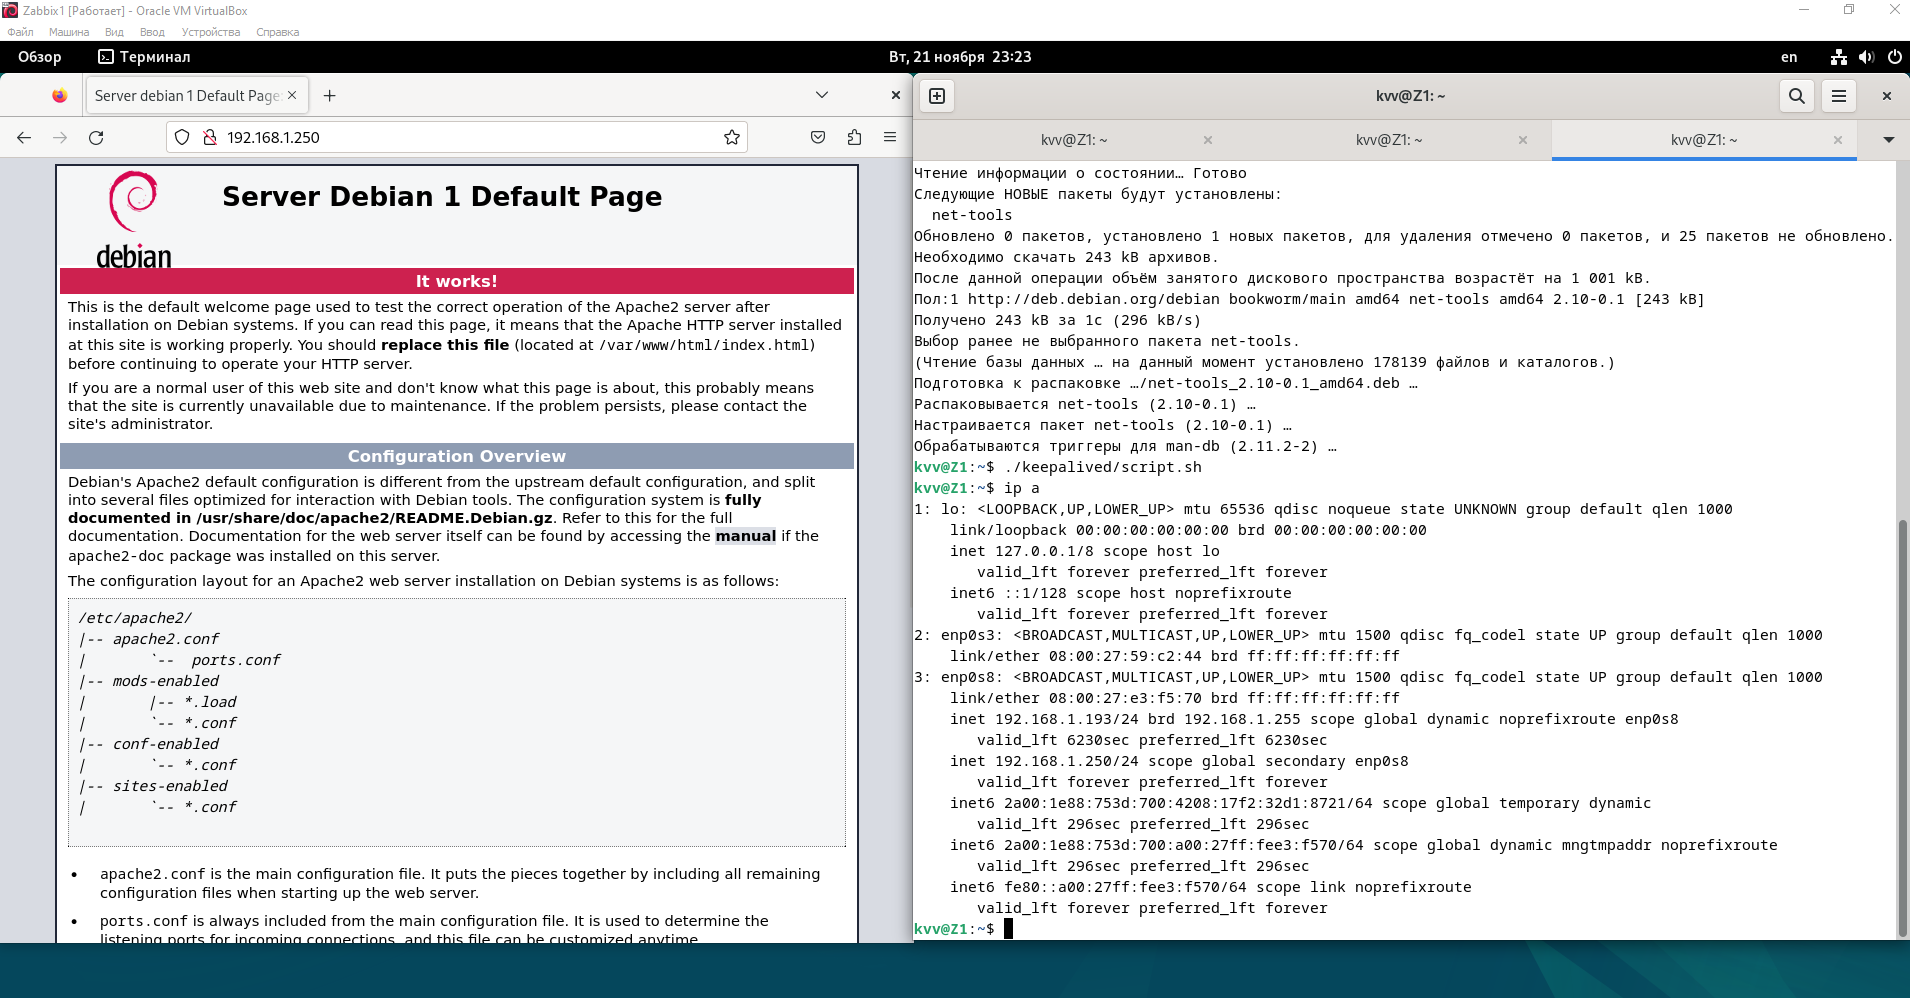 Zabbix1 [Работает] - Oracle VM VirtualBox
Файл Машина Вид Ввод Устройства Справка
Обзор Терминал Вт, 21 ноября 23:23 en
Server debian 1 Default Page:
192.168.1.250
debian
Server Debian 1 Default Page
It works!
This is the default welcome page used to test the correct operation of the Apache2 server after
installation on Debian systems. If you can read this page, it means that the Apache HTTP server installed
at this site is working properly. You should replace this file (located at /var/www/html/index.html)
before continuing to operate your HTTP server.
If you are a normal user of this web site and don't know what this page is about, this probably means
that the site is currently unavailable due to maintenance. If the problem persists, please contact the
site's administrator.
Configuration Overview
Debian's Apache2 default configuration is different from the upstream default configuration, and split
into several files optimized for interaction with Debian tools. The configuration system is fully
documented in /usr/share/doc/apache2/README.Debian.gz. Refer to this for the full
documentation. Documentation for the web server itself can be found by accessing the manual if the
apache2-doc package was installed on this server.
The configuration layout for an Apache2 web server installation on Debian systems is as follows:
/etc/apache2/
|-- apache2.conf
|       `--  ports.conf
|-- mods-enabled
|       |-- *.load
|       `-- *.conf
|-- conf-enabled
|       `-- *.conf
|-- sites-enabled
|       `-- *.conf
• apache2.conf is the main configuration file. It puts the pieces together by including all remaining
configuration files when starting up the web server.
• ports.conf is always included from the main configuration file. It is used to determine the
listening ports for incoming connections, and this file can be customized anytime.
kvv@Z1: ~
kvv@Z1: ~ kvv@Z1: ~ kvv@Z1: ~
Чтение информации о состоянии… Готово
Следующие НОВЫЕ пакеты будут установлены:
  net-tools
Обновлено 0 пакетов, установлено 1 новых пакетов, для удаления отмечено 0 пакетов, и 25 пакетов не обновлено.
Необходимо скачать 243 kB архивов.
После данной операции объём занятого дискового пространства возрастёт на 1 001 kB.
Пол:1 http://deb.debian.org/debian bookworm/main amd64 net-tools amd64 2.10-0.1 [243 kB]
Получено 243 kB за 1с (296 kB/s)
Выбор ранее не выбранного пакета net-tools.
(Чтение базы данных … на данный момент установлено 178139 файлов и каталогов.)
Подготовка к распаковке …/net-tools_2.10-0.1_amd64.deb …
Распаковывается net-tools (2.10-0.1) …
Настраивается пакет net-tools (2.10-0.1) …
Обрабатываются триггеры для man-db (2.11.2-2) …
kvv@Z1:~$ ./keepalived/script.sh
kvv@Z1:~$ ip a
1: lo: <LOOPBACK,UP,LOWER_UP> mtu 65536 qdisc noqueue state UNKNOWN group default qlen 1000
    link/loopback 00:00:00:00:00:00 brd 00:00:00:00:00:00
    inet 127.0.0.1/8 scope host lo
       valid_lft forever preferred_lft forever
    inet6 ::1/128 scope host noprefixroute
       valid_lft forever preferred_lft forever
2: enp0s3: <BROADCAST,MULTICAST,UP,LOWER_UP> mtu 1500 qdisc fq_codel state UP group default qlen 1000
    link/ether 08:00:27:59:c2:44 brd ff:ff:ff:ff:ff:ff
3: enp0s8: <BROADCAST,MULTICAST,UP,LOWER_UP> mtu 1500 qdisc fq_codel state UP group default qlen 1000
    link/ether 08:00:27:e3:f5:70 brd ff:ff:ff:ff:ff:ff
    inet 192.168.1.193/24 brd 192.168.1.255 scope global dynamic noprefixroute enp0s8
       valid_lft 6230sec preferred_lft 6230sec
    inet 192.168.1.250/24 scope global secondary enp0s8
       valid_lft forever preferred_lft forever
    inet6 2a00:1e88:753d:700:4208:17f2:32d1:8721/64 scope global temporary dynamic
       valid_lft 296sec preferred_lft 296sec
    inet6 2a00:1e88:753d:700:a00:27ff:fee3:f570/64 scope global dynamic mngtmpaddr noprefixroute
       valid_lft 296sec preferred_lft 296sec
    inet6 fe80::a00:27ff:fee3:f570/64 scope link noprefixroute
       valid_lft forever preferred_lft forever
kvv@Z1:~$